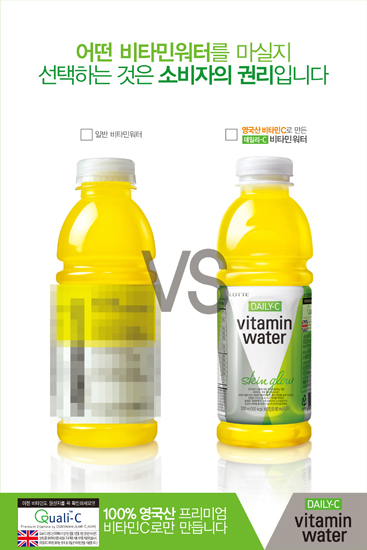 어떤 비타민워터를 마실지
선택하는 것은 소비자의 권리입니다
일반 비타민워터
영국산 비타민C로 만든
데일리-C 비타민워터
VS
LOTTE
DAILY-C
vitamin
water
skin glow
이젠 비타민도 원산지를 꼭 확인하세요!!
Quali-C
100% 영국산 프리미엄
비타민C로만 만듭니다
DAILY-C
vitamin
water